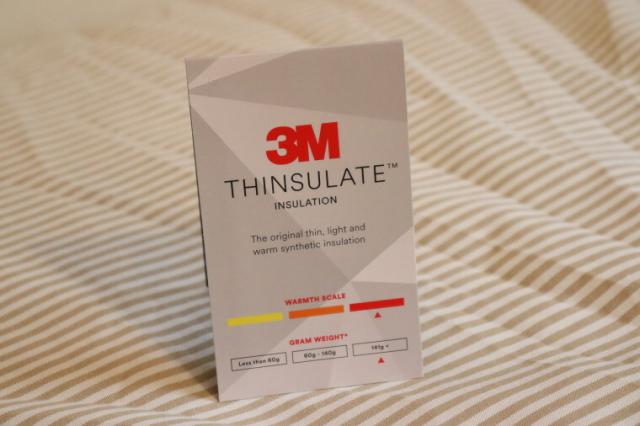 3M
THINSULATE™
INSULATION
The original thin, light and
warm synthetic insulation
WARMTH SCALE
GRAM WEIGHT*
Less than 60g 60g - 140g 141g +